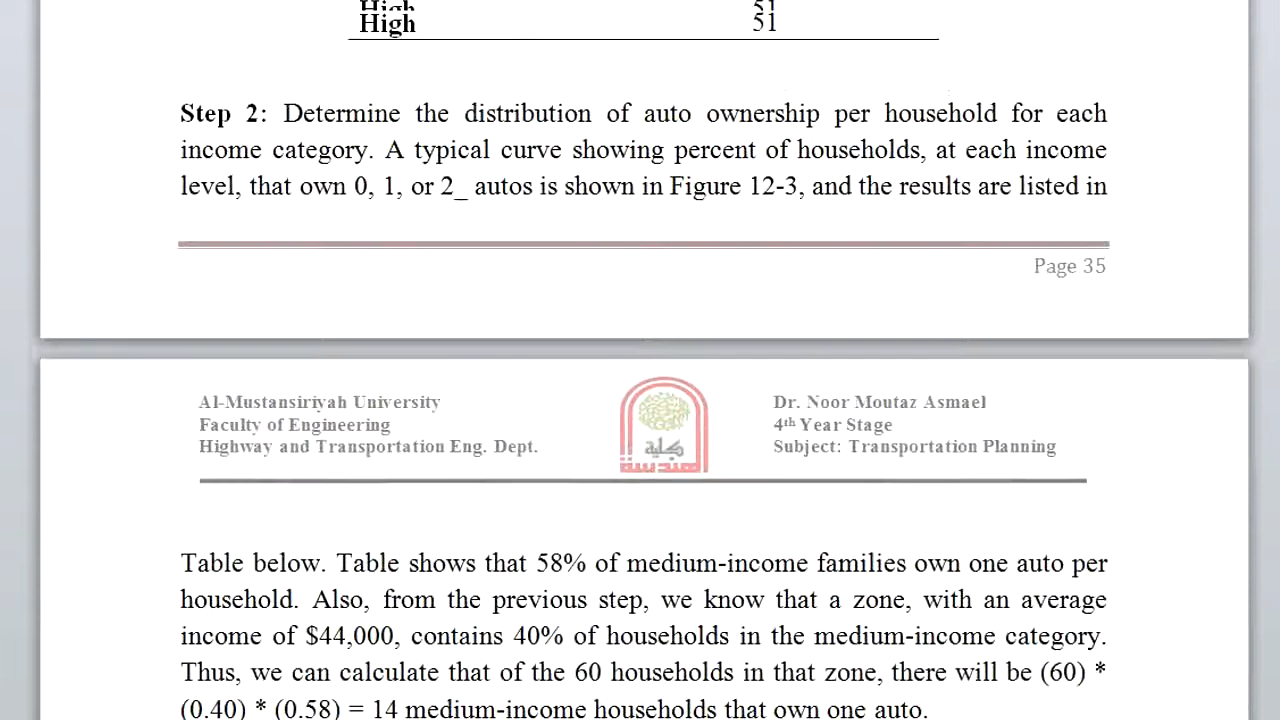 High 51
High 51
Step 2: Determine the distribution of auto ownership per household for each
income category. A typical curve showing percent of households, at each income
level, that own 0, 1, or 2_ autos is shown in Figure 12-3, and the results are listed in
Page 35
Al-Mustansiriyah University
Faculty of Engineering
Highway and Transportation Eng. Dept.
كلية
الهندسة
Dr. Noor Moutaz Asmael
4th Year Stage
Subject: Transportation Planning
Table below. Table shows that 58% of medium-income families own one auto per
household. Also, from the previous step, we know that a zone, with an average
income of $44,000, contains 40% of households in the medium-income category.
Thus, we can calculate that of the 60 households in that zone, there will be (60) *
(0.40) * (0.58) = 14 medium-income households that own one auto.